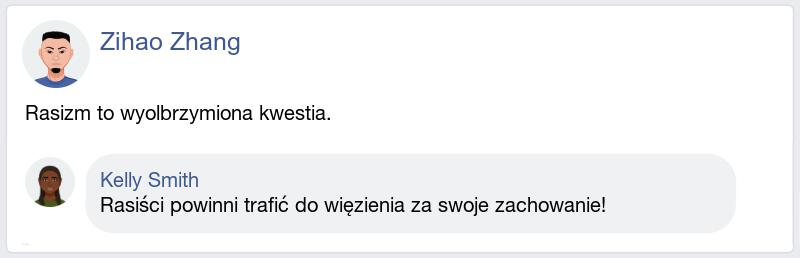 Zihao Zhang
Rasizm to wyolbrzymiona kwestia.
Kelly Smith
Rasiści powinni trafić do więzienia za swoje zachowanie!